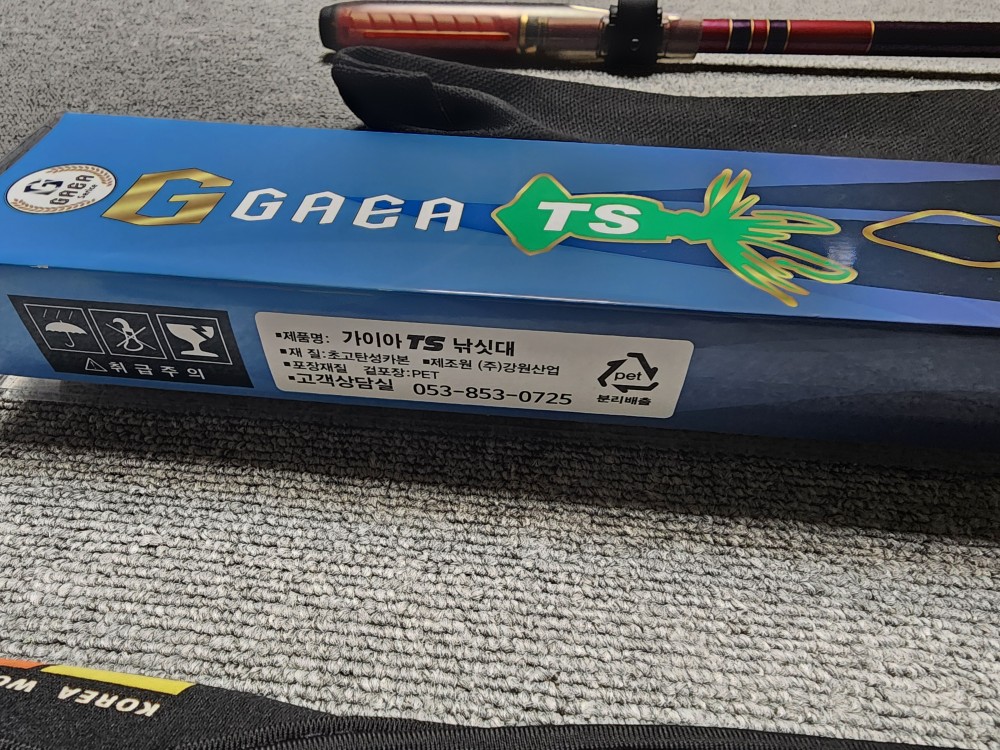 G GAEA
G GAEA TS
취급주의
▪제품명: 가이아 TS 낚싯대
▪재 질:초고탄성카본 ▪제조원 (주)강원산업
▪포장재질 겉포장:PET
▪고객상담실 053-853-0725
pet
분리배출
KOREA